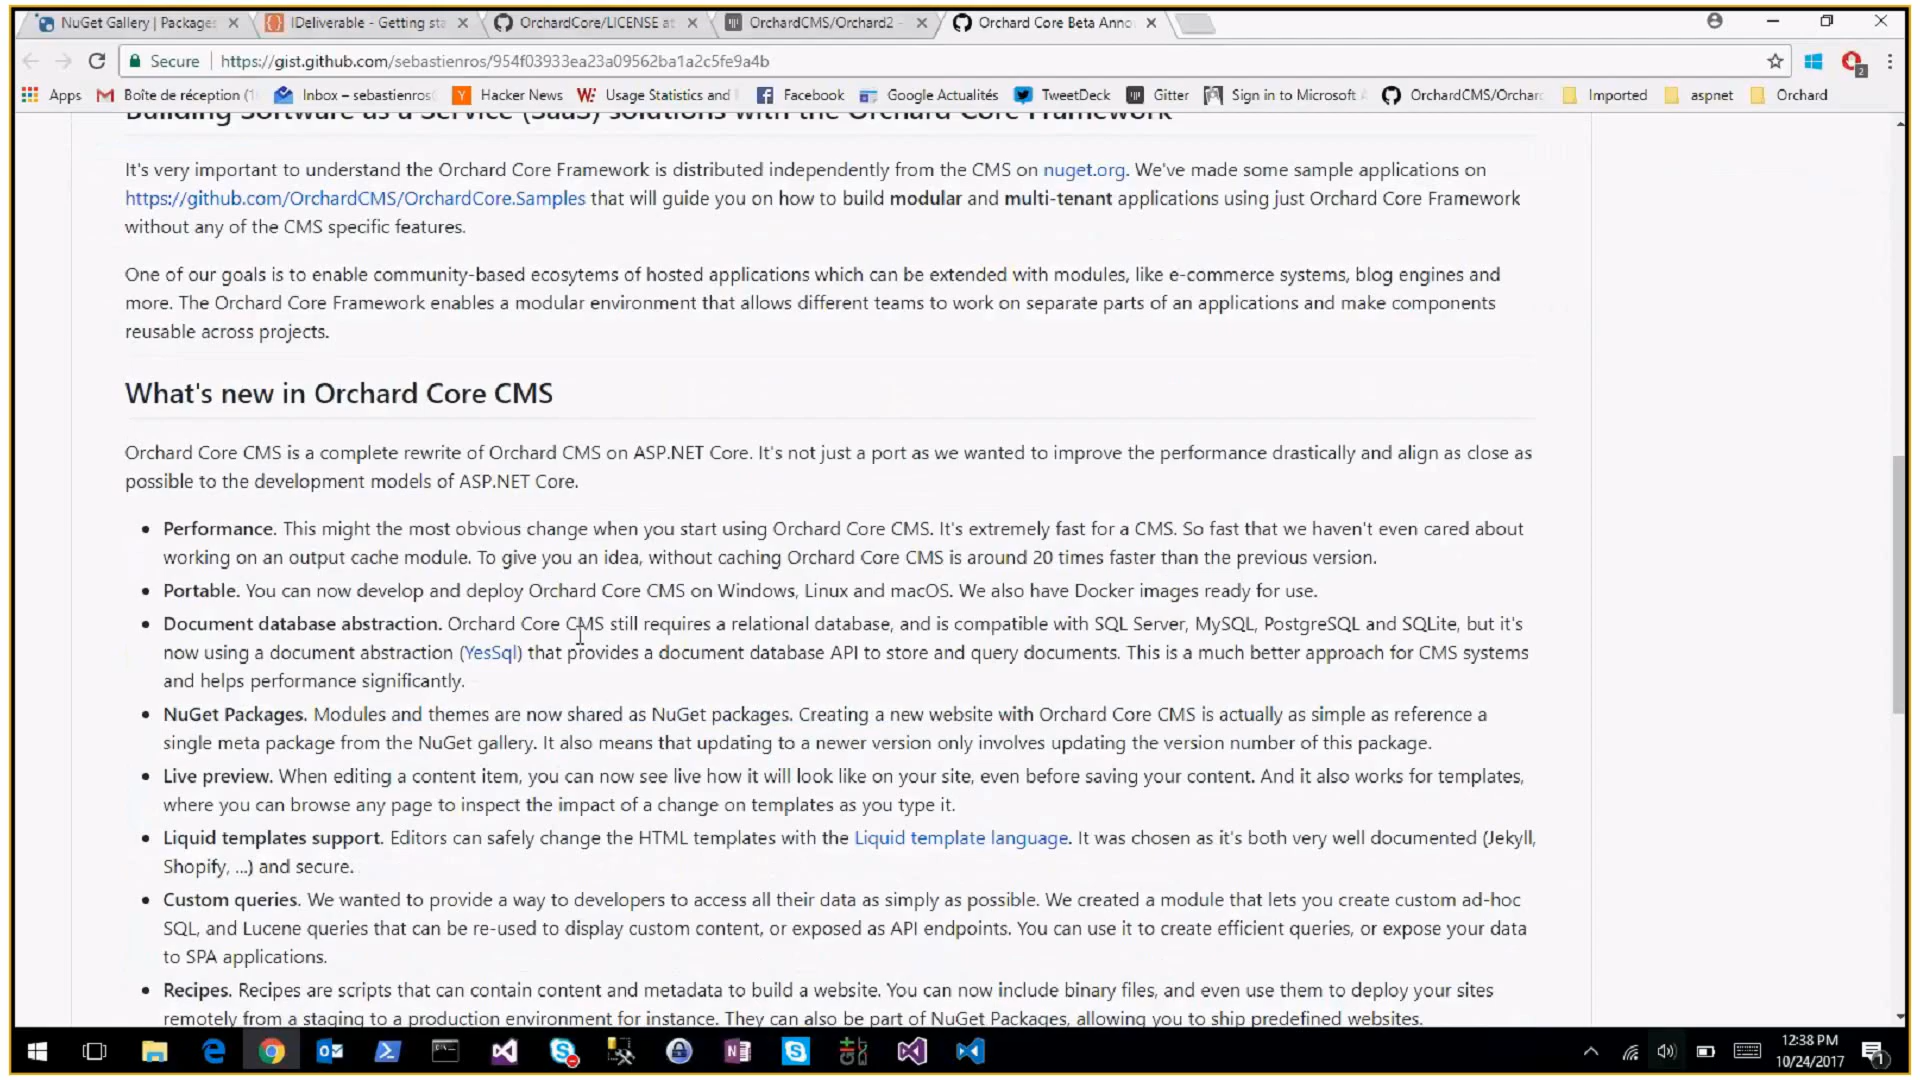 NuGet Gallery | Packages
IDeliverable - Getting sta
OrchardCore/LICENSE at
OrchardCMS/Orchard2 -
Orchard Core Beta Anno
Secure
https://gist.github.com/sebastienros/954f03933ea23a09562ba1a2c5fe9a4b
2
Apps
Boîte de réception (1
Inbox – sebastienros
Hacker News
Usage Statistics and
Facebook
Google Actualités
TweetDeck
Gitter
Sign in to Microsoft
OrchardCMS/Orchar
Imported
aspnet
Orchard
Building Software as a Service (SaaS) solutions with the Orchard Core Framework
It's very important to understand the Orchard Core Framework is distributed independently from the CMS on nuget.org. We've made some sample applications on
https://github.com/OrchardCMS/OrchardCore.Samples that will guide you on how to build modular and multi-tenant applications using just Orchard Core Framework
without any of the CMS specific features.
One of our goals is to enable community-based ecosytems of hosted applications which can be extended with modules, like e-commerce systems, blog engines and
more. The Orchard Core Framework enables a modular environment that allows different teams to work on separate parts of an applications and make components
reusable across projects.
What's new in Orchard Core CMS
Orchard Core CMS is a complete rewrite of Orchard CMS on ASP.NET Core. It's not just a port as we wanted to improve the performance drastically and align as close as
possible to the development models of ASP.NET Core.
• Performance. This might the most obvious change when you start using Orchard Core CMS. It's extremely fast for a CMS. So fast that we haven't even cared about
working on an output cache module. To give you an idea, without caching Orchard Core CMS is around 20 times faster than the previous version.
• Portable. You can now develop and deploy Orchard Core CMS on Windows, Linux and macOS. We also have Docker images ready for use.
• Document database abstraction. Orchard Core CMS still requires a relational database, and is compatible with SQL Server, MySQL, PostgreSQL and SQLite, but it's
now using a document abstraction (YesSql) that provides a document database API to store and query documents. This is a much better approach for CMS systems
and helps performance significantly.
• NuGet Packages. Modules and themes are now shared as NuGet packages. Creating a new website with Orchard Core CMS is actually as simple as reference a
single meta package from the NuGet gallery. It also means that updating to a newer version only involves updating the version number of this package.
• Live preview. When editing a content item, you can now see live how it will look like on your site, even before saving your content. And it also works for templates,
where you can browse any page to inspect the impact of a change on templates as you type it.
• Liquid templates support. Editors can safely change the HTML templates with the Liquid template language. It was chosen as it's both very well documented (Jekyll,
Shopify, ...) and secure.
• Custom queries. We wanted to provide a way to developers to access all their data as simply as possible. We created a module that lets you create custom ad-hoc
SQL, and Lucene queries that can be re-used to display custom content, or exposed as API endpoints. You can use it to create efficient queries, or expose your data
to SPA applications.
• Recipes. Recipes are scripts that can contain content and metadata to build a website. You can now include binary files, and even use them to deploy your sites
remotely from a staging to a production environment for instance. They can also be part of NuGet Packages, allowing you to ship predefined websites.
12:38 PM
10/24/2017
1